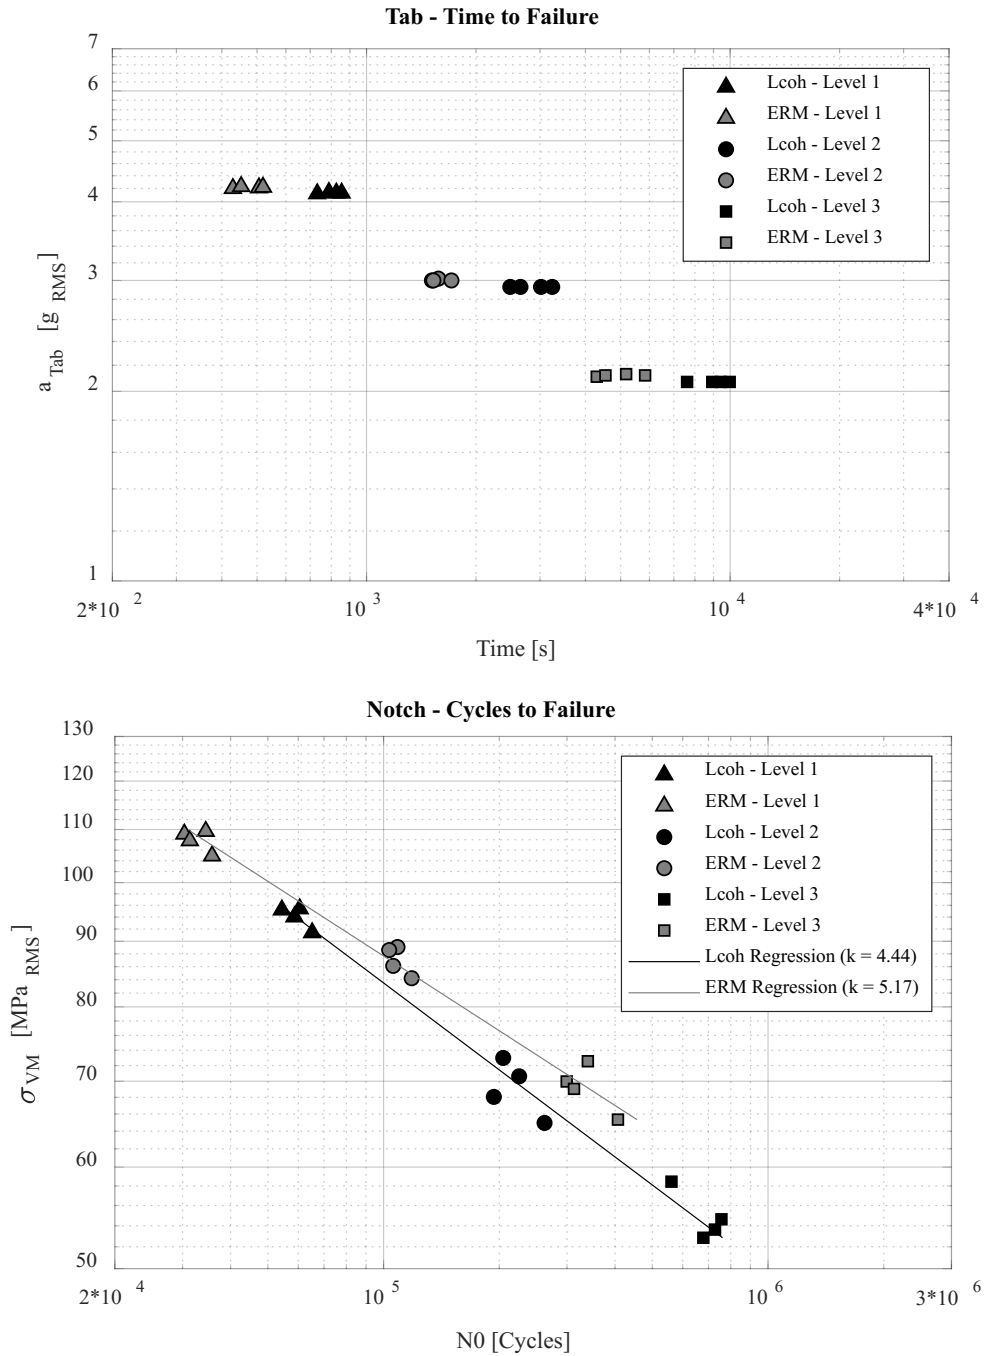 Tab - Time to Failure
7
6
5
4
3
2
1
a Tab [g RMS]
Lcoh - Level 1
ERM - Level 1
Lcoh - Level 2
ERM - Level 2
Lcoh - Level 3
ERM - Level 3
2*10 2
10 3
10 4
4*10 4
Time [s]
Notch - Cycles to Failure
130
120
110
100
90
80
70
60
50
σ VM [MPa RMS]
Lcoh - Level 1
ERM - Level 1
Lcoh - Level 2
ERM - Level 2
Lcoh - Level 3
ERM - Level 3
Lcoh Regression (k = 4.44)
ERM Regression (k = 5.17)
2*10 4
10 5
10 6
3*10 6
N0 [Cycles]